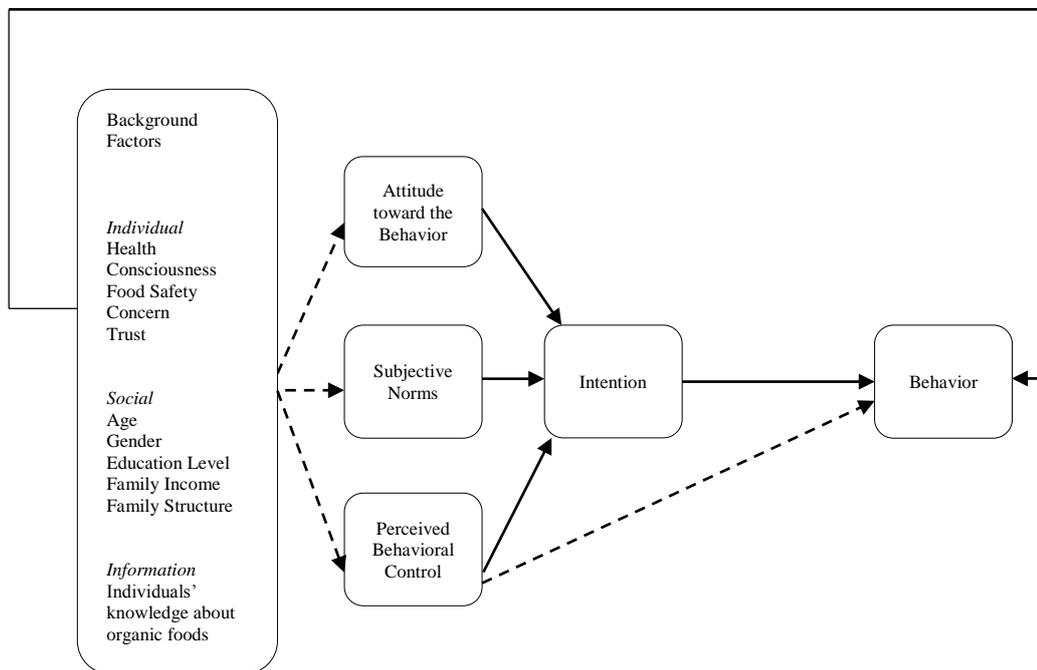 Background
Factors
Individual
Health
Consciousness
Food Safety
Concern
Trust
Social
Age
Gender
Education Level
Family Income
Family Structure
Information
Individuals’
knowledge about
organic foods
Attitude
toward the
Behavior
Subjective
Norms
Perceived
Behavioral
Control
Intention
Behavior